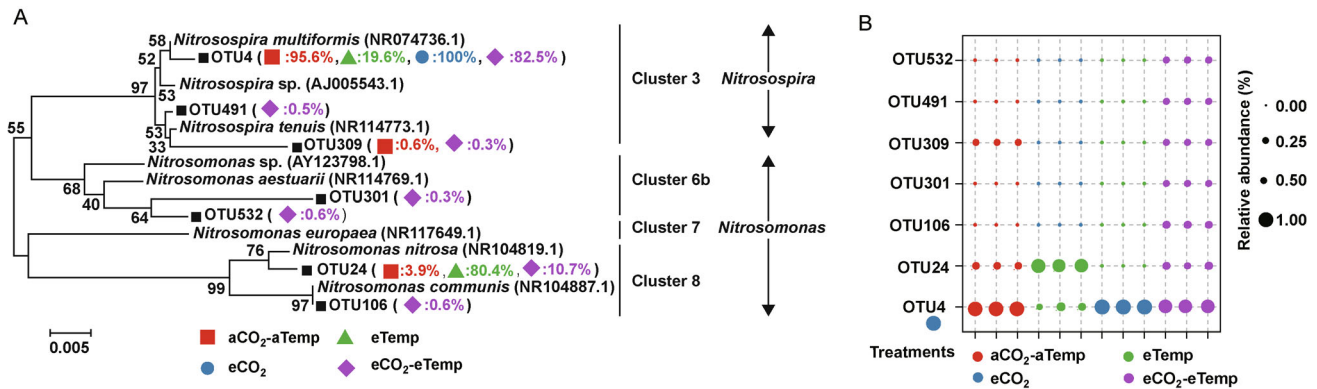 A
58
Nitrosospira multiformis (NR074736.1)
52
OTU4 ( :95.6%, :19.6%, :100%, :82.5% )
97
Nitrosospira sp. (AJ005543.1)
53
OTU491 ( :0.5%)
53
Nitrosospira tenuis (NR114773.1)
33
OTU309 ( :0.6%, :0.3%)
55
Nitrosomonas sp. (AY123798.1)
68
Nitrosomonas aestuarii (NR114769.1)
40
OTU301 ( :0.3%)
64
OTU532 ( :0.6%)
Nitrosomonas europaea (NR117649.1)
76
Nitrosomonas nitrosa (NR104819.1)
OTU24 ( :3.9%, :80.4%, :10.7%)
99
Nitrosomonas communis (NR104887.1)
97
OTU106 ( :0.6%)
Cluster 3
Cluster 6b
Cluster 7
Cluster 8
Nitrosospira
Nitrosomonas
0.005
aCO2-aTemp
eTemp
eCO2
eCO2-eTemp
B
OTU532
OTU491
OTU309
OTU301
OTU106
OTU24
OTU4
Relative abundance (%)
0.00
0.25
0.50
1.00
Treatments
aCO2-aTemp
eTemp
eCO2
eCO2-eTemp